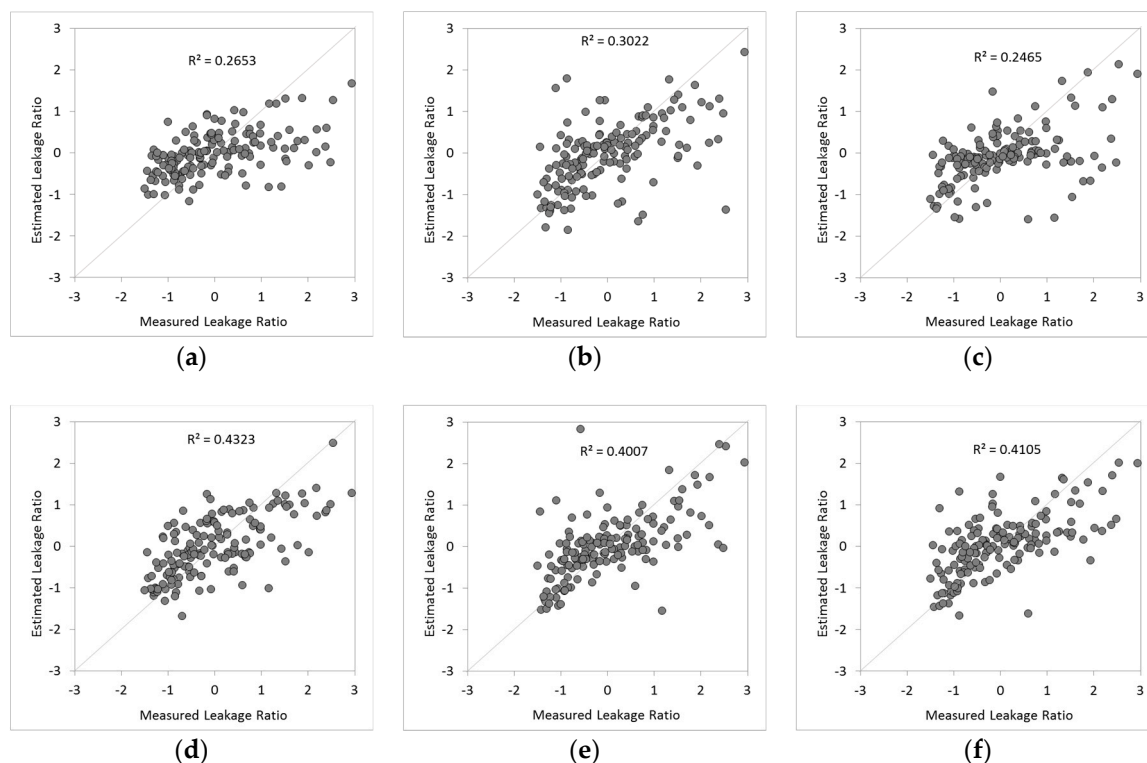 R² = 0.2653
3
2
1
0
-1
-2
-3
-3 -2 -1 0 1 2 3
Estimated Leakage Ratio
Measured Leakage Ratio
(a)
R² = 0.3022
3
2
1
0
-1
-2
-3
-3 -2 -1 0 1 2 3
Estimated Leakage Ratio
Measured Leakage Ratio
(b)
R² = 0.2465
3
2
1
0
-1
-2
-3
-3 -2 -1 0 1 2 3
Estimated Leakage Ratio
Measured Leakage Ratio
(c)
R² = 0.4323
3
2
1
0
-1
-2
-3
-3 -2 -1 0 1 2 3
Estimated Leakage Ratio
Measured Leakage Ratio
(d)
R² = 0.4007
3
2
1
0
-1
-2
-3
-3 -2 -1 0 1 2 3
Estimated Leakage Ratio
Measured Leakage Ratio
(e)
R² = 0.4105
3
2
1
0
-1
-2
-3
-3 -2 -1 0 1 2 3
Estimated Leakage Ratio
Measured Leakage Ratio
(f)